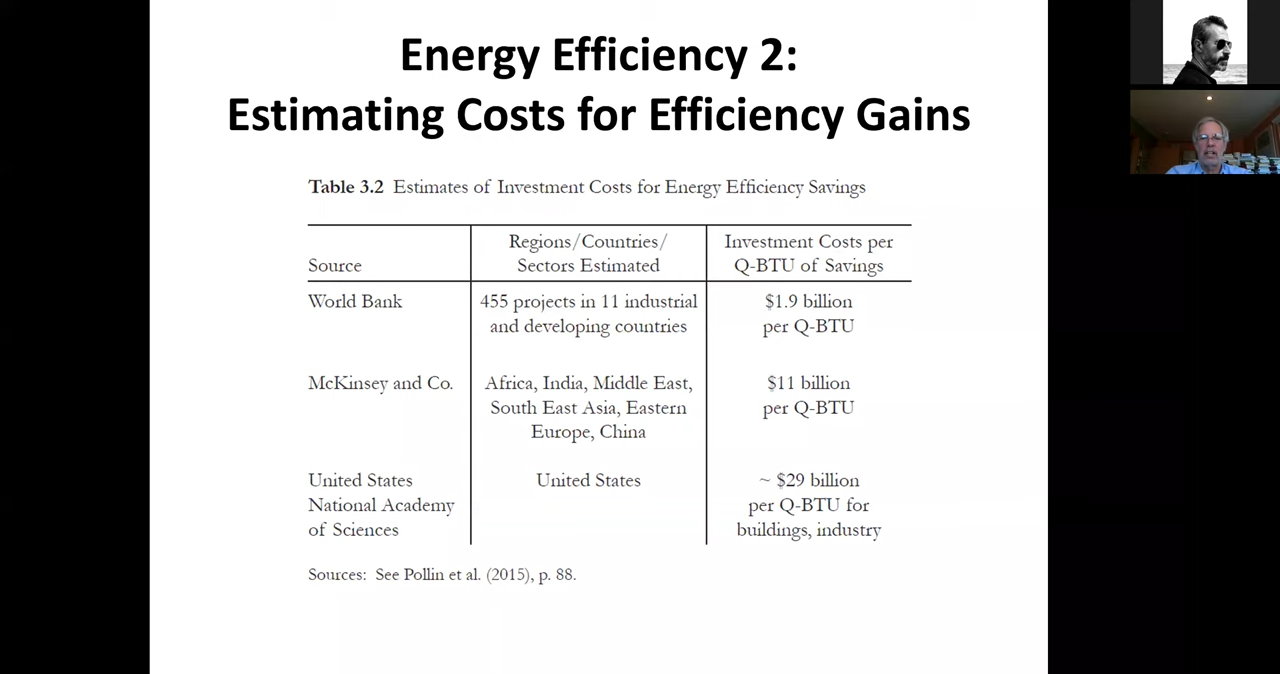 Energy Efficiency 2:
Estimating Costs for Efficiency Gains
Table 3.2 Estimates of Investment Costs for Energy Efficiency Savings
Source
Regions/Countries/
Sectors Estimated
Investment Costs per
Q-BTU of Savings
World Bank
455 projects in 11 industrial
and developing countries
$1.9 billion
per Q-BTU
McKinsey and Co.
Africa, India, Middle East,
South East Asia, Eastern
Europe, China
$11 billion
per Q-BTU
United States
National Academy
of Sciences
United States
~ $29 billion
per Q-BTU for
buildings, industry
Sources: See Pollin et al. (2015), p. 88.